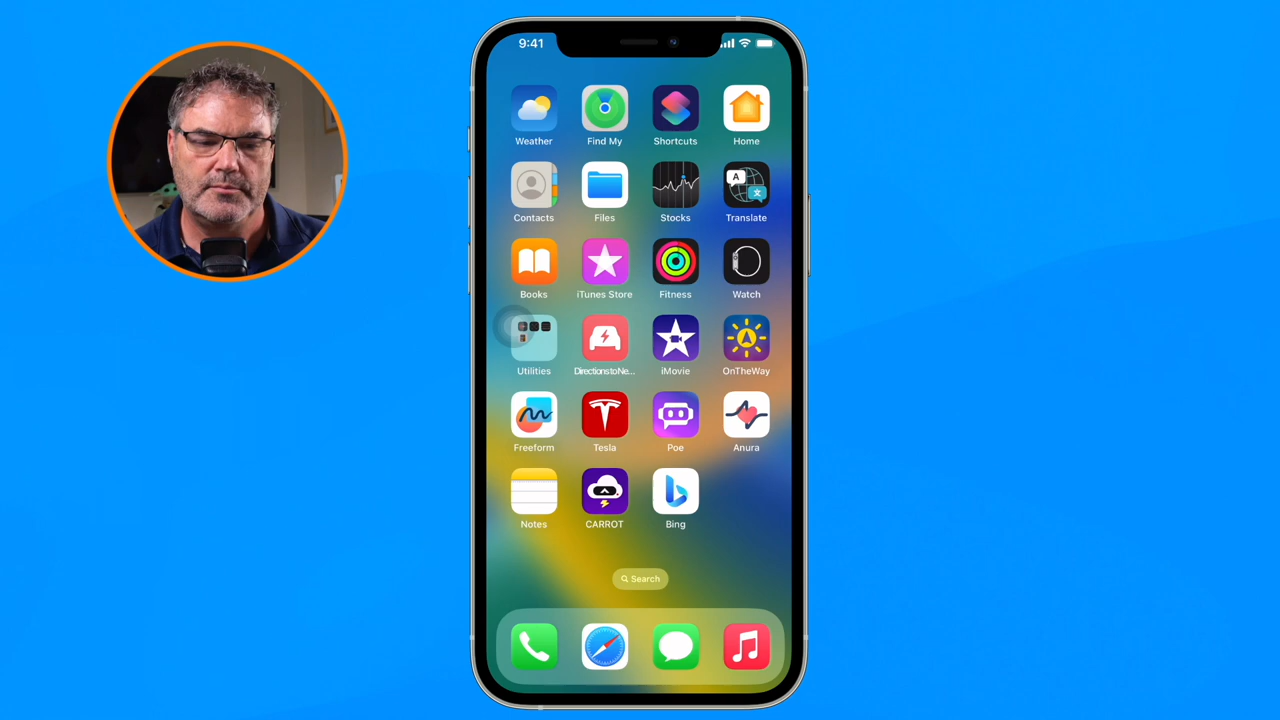 9:41
Weather Find My Shortcuts Home
Contacts Files Stocks Translate
Books iTunes Store Fitness Watch
Utilities DirectionstoNe... iMovie OnTheWay
Freeform Tesla Poe Anura
Notes CARROT Bing
Search